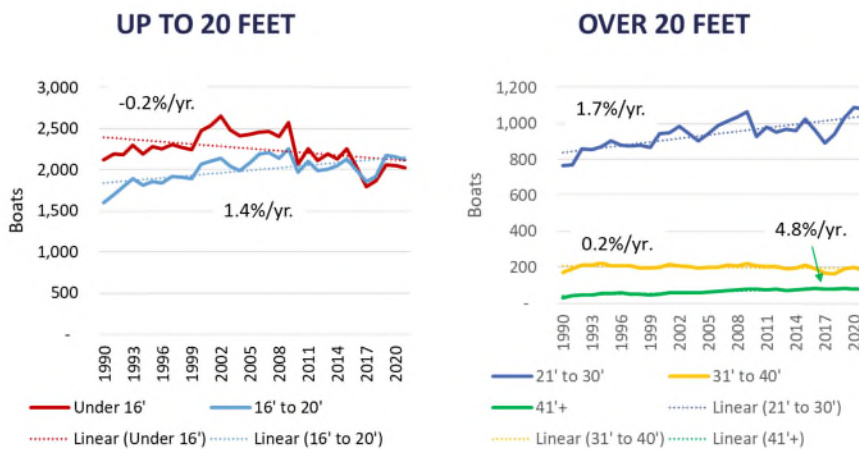 UP TO 20 FEET
3,000
2,500
2,000
1,500
1,000
500
-
Boats
-0.2%/yr.
1.4%/yr.
1990
1993
1996
1999
2002
2005
2008
2011
2014
2017
2020
Under 16'
16' to 20'
Linear (Under 16')
Linear (16' to 20')
OVER 20 FEET
1,200
1,000
800
600
400
200
-
Boats
1.7%/yr.
4.8%/yr.
0.2%/yr.
1990
1993
1996
1999
2002
2005
2008
2011
2014
2017
2020
21' to 30'
31' to 40'
41'+
Linear (21' to 30')
Linear (31' to 40')
Linear (41'+)